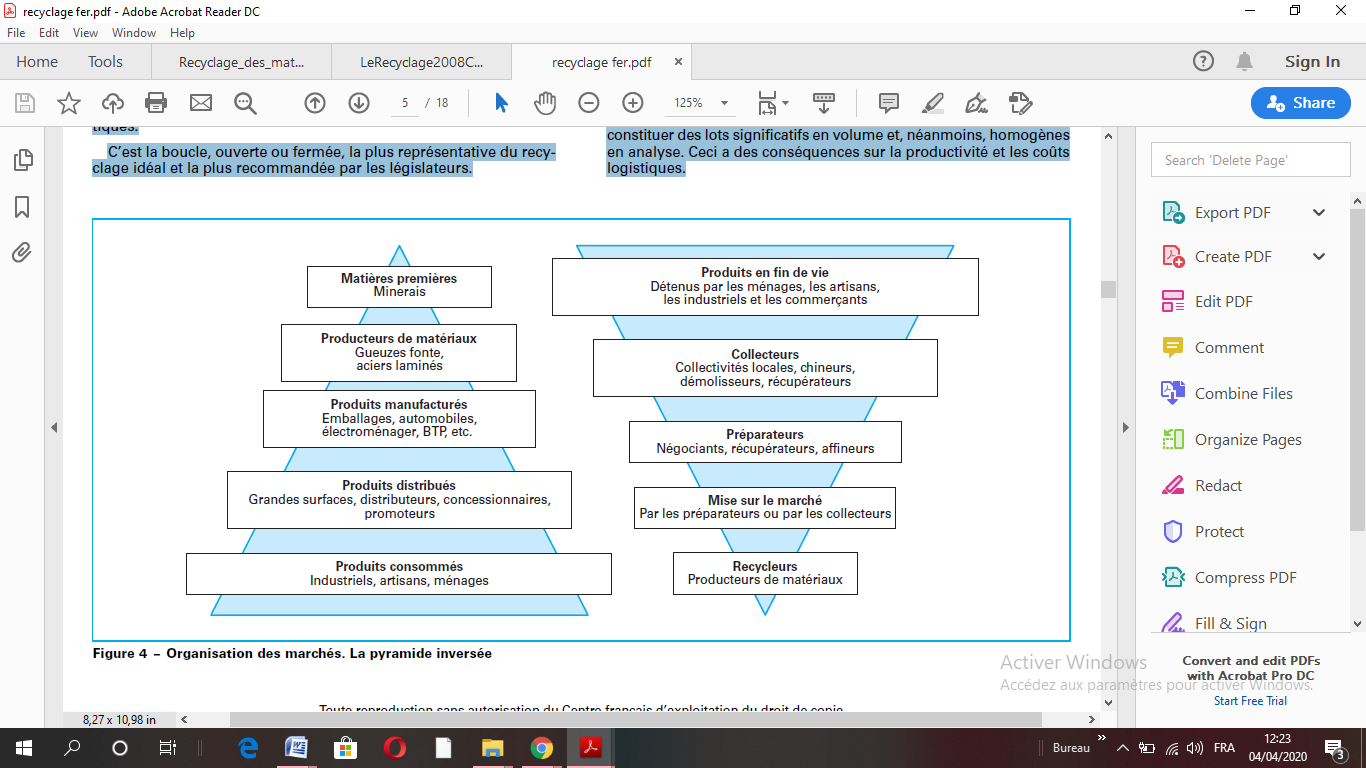 recyclage fer.pdf - Adobe Acrobat Reader DC
File Edit View Window Help
Home Tools Recyclage_des_mat... LeRecyclage2008C... recyclage fer.pdf × Sign In
5 / 18 125% Share
tiques.
C’est la boucle, ouverte ou fermée, la plus représentative du recy-
clage idéal et la plus recommandée par les législateurs.
constituer des lots significatifs en volume et, néanmoins, homogènes
en analyse. Ceci a des conséquences sur la productivité et les coûts
logistiques.
Matières premières
Minerais
Producteurs de matériaux
Gueuzes fonte,
aciers laminés
Produits manufacturés
Emballages, automobiles,
électroménager, BTP, etc.
Produits distribués
Grandes surfaces, distributeurs, concessionnaires,
promoteurs
Produits consommés
Industriels, artisans, ménages
Produits en fin de vie
Détenus par les ménages, les artisans,
les industriels et les commerçants
Collecteurs
Collectivités locales, chineurs,
démolisseurs, récupérateurs
Préparateurs
Négociants, récupérateurs, affineurs
Mise sur le marché
Par les préparateurs ou par les collecteurs
Recycleurs
Producteurs de matériaux
Figure 4 – Organisation des marchés. La pyramide inversée
Toute reproduction sans autorisation du Centre français d’exploitation du droit de copie
8,27 x 10,98 in
Search 'Delete Page'
Export PDF
Create PDF
Edit PDF
Comment
Combine Files
Organize Pages
Redact
Protect
Compress PDF
Fill & Sign
Convert and edit PDFs
with Acrobat Pro DC
Start Free Trial
Activer Windows
Accédez aux paramètres pour activer Windows.
Bureau » FRA 12:23
04/04/2020 3